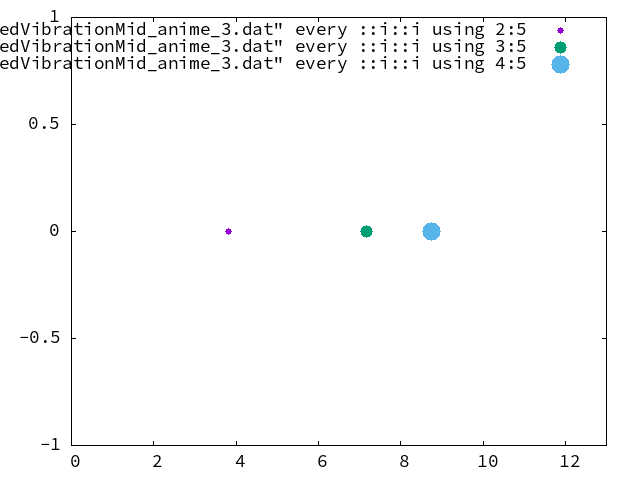 1
edVibrationMid_anime_3.dat" every ::i::i using 2:5
edVibrationMid_anime_3.dat" every ::i::i using 3:5
edVibrationMid_anime_3.dat" every ::i::i using 4:5
0.5
0
-0.5
-1
0 2 4 6 8 10 12